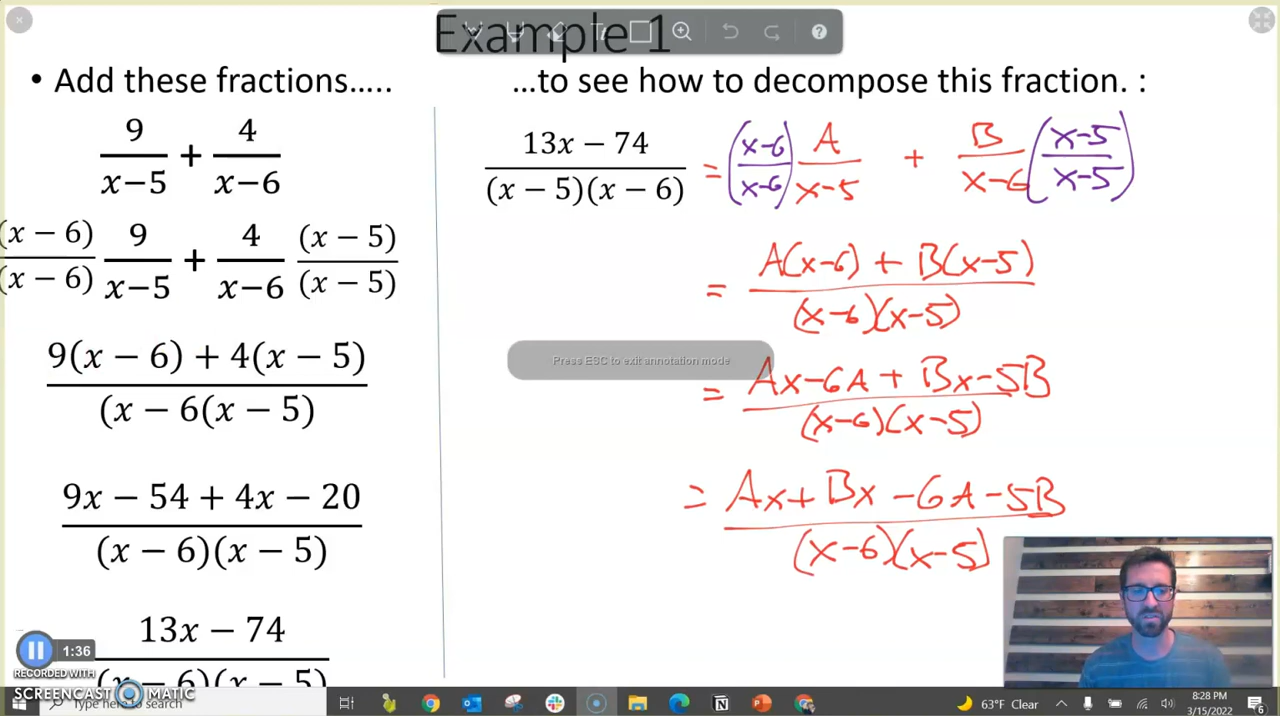 Example 1
• Add these fractions…..
…to see how to decompose this fraction. :
9/(x−5) + 4/(x−6)
(x−6)/(x−6) 9/(x−5) + 4/(x−6) (x−5)/(x−5)
(9(x−6)+4(x−5))/((x−6(x−5))
(9x−54+4x−20)/((x−6)(x−5))
(13x−74)/((x−6)(x−5))
(13x−74)/((x−5)(x−6)) = ((x-6)/(x-6)) A/(x-5) + B/(x-6) ((x-5)/(x-5))
= (A(x-6) + B(x-5))/((x-6)(x-5))
Press ESC to exit annotation mode
= (Ax-6A + Bx-5B)/((x-6)(x-5))
= (Ax+Bx -6A-5B)/((x-6)(x-5))
1:36
RECORDED WITH
SCREENCAST MATIC
Type here to search
63°F Clear
8:28 PM
3/15/2022
6